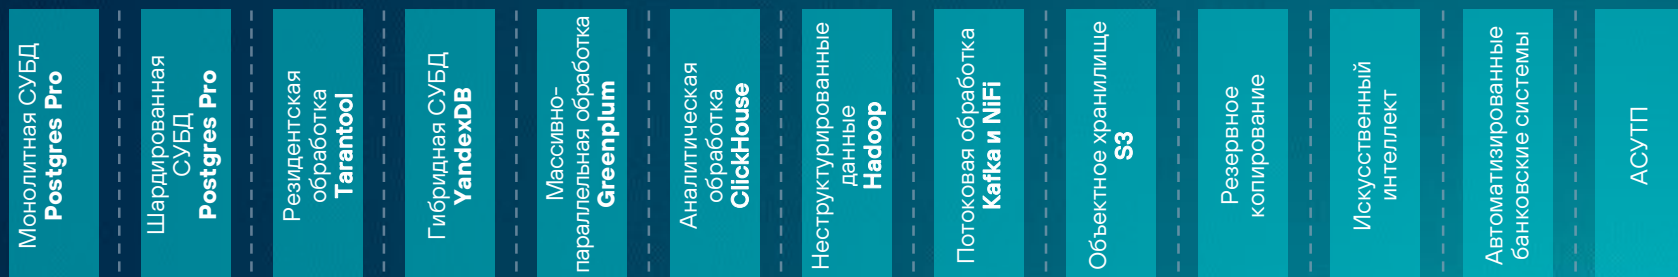 Монолитная СУБД
Postgres Pro
Шардированная
СУБД
Postgres Pro
Резидентская
обработка
Tarantool
Гибридная СУБД
YandexDB
Массивно-
параллельная обработка
Greenplum
Аналитическая
обработка
ClickHouse
Неструктурированные
данные
Hadoop
Потоковая обработка
Kafka и NiFi
Объектное хранилище
S3
Резервное
копирование
Искусственный
интеллект
Автоматизированные
банковские системы
АСУТП